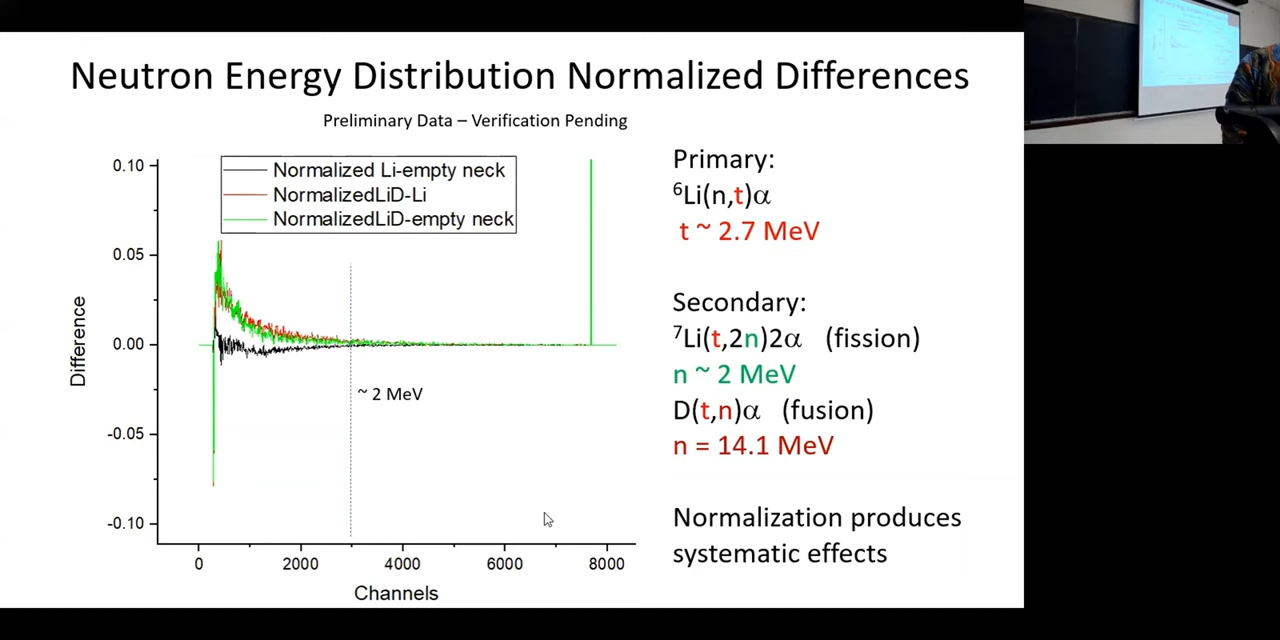 Neutron Energy Distribution Normalized Differences
Preliminary Data – Verification Pending
Normalized Li-empty neck
NormalizedLiD-Li
NormalizedLiD-empty neck
0.10
0.05
0.00
-0.05
-0.10
Difference
~ 2 MeV
0
2000
4000
6000
8000
Channels
Primary:
⁶Li(n,t)α
t ~ 2.7 MeV
Secondary:
⁷Li(t,2n)2α (fission)
n ~ 2 MeV
D(t,n)α (fusion)
n = 14.1 MeV
Normalization produces
systematic effects